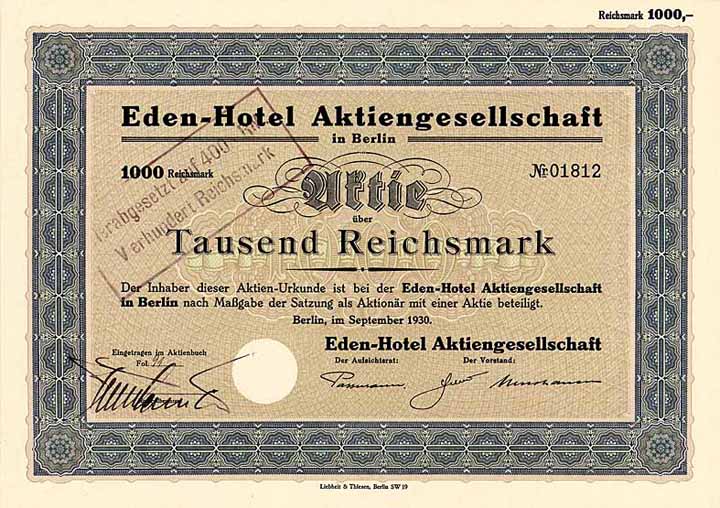 Reichsmark 1000,–
Eden-Hotel Aktiengesellschaft
in Berlin
1000 Reichsmark
№ 01812
Herabgesetzt auf 400 RM
Vierhundert Reichsmark
Aktie
über
Tausend Reichsmark
Der Inhaber dieser Aktien-Urkunde ist bei der Eden-Hotel Aktiengesellschaft
in Berlin nach Maßgabe der Satzung als Aktionär mit einer Aktie beteiligt.
Berlin, im September 1930.
Eden-Hotel Aktiengesellschaft
Eingetragen im Aktienbuch
Fol.
Der Aufsichtsrat:
Der Vorstand:
Liebheit & Thiesen, Berlin SW 19